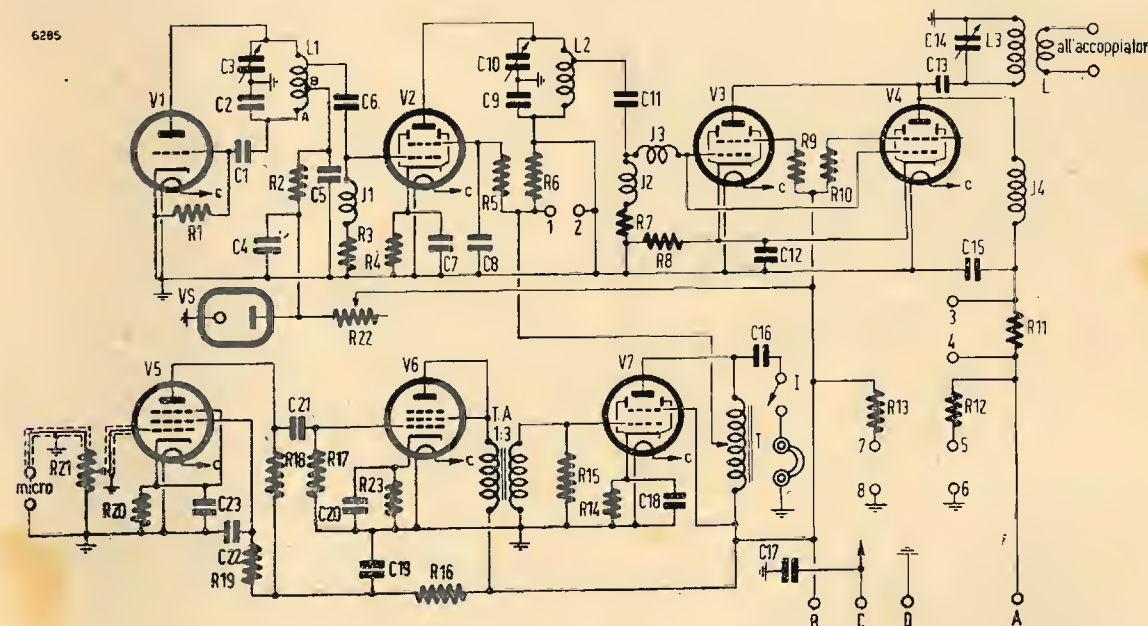 6285
C3
L1
B
C2
A
V1
C1
R2
C6
C5
R1
C4
J1
R3
c
V2
R4
C7
C8
R5
c
C10
L2
C9
R6
1
2
C11
J3
J2
R7
R8
V3
c
R9
R10
C12
V4
c
C14
L3
C13
L
all'accoppiator
J4
C15
VS
R22
3
4
R11
V5
c
micro
R21
R20
C23
C22
R19
R18
C21
R17
C20
R23
C19
R16
V6
c
T.A
1:3
R15
R14
V7
c
C18
C16
I
T
R13
R12
7
5
8
6
C17
B
C
D
A